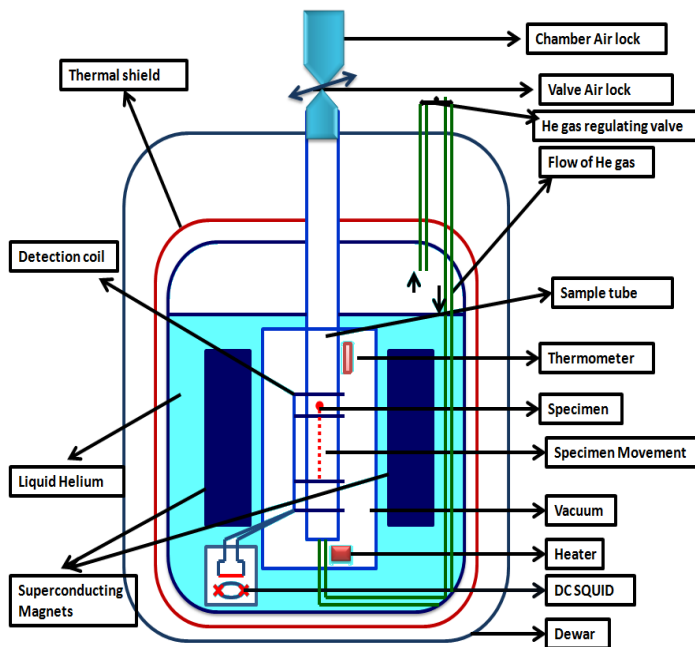 Chamber Air lock
Thermal shield
Valve Air lock
He gas regulating valve
Flow of He gas
Detection coil
Sample tube
Thermometer
Specimen
Specimen Movement
Liquid Helium
Vacuum
Heater
Superconducting
Magnets
DC SQUID
Dewar